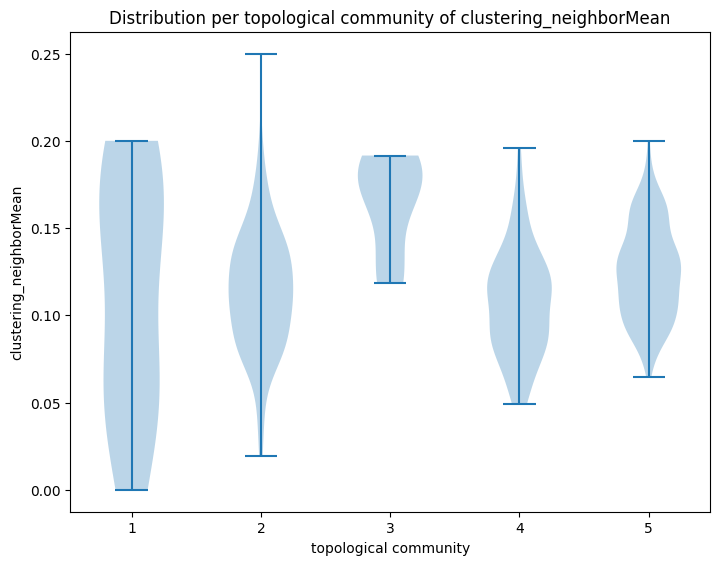 Distribution per topological community of clustering_neighborMean
clustering_neighborMean
0.25
0.20
0.15
0.10
0.05
0.00
1 2 3 4 5
topological community